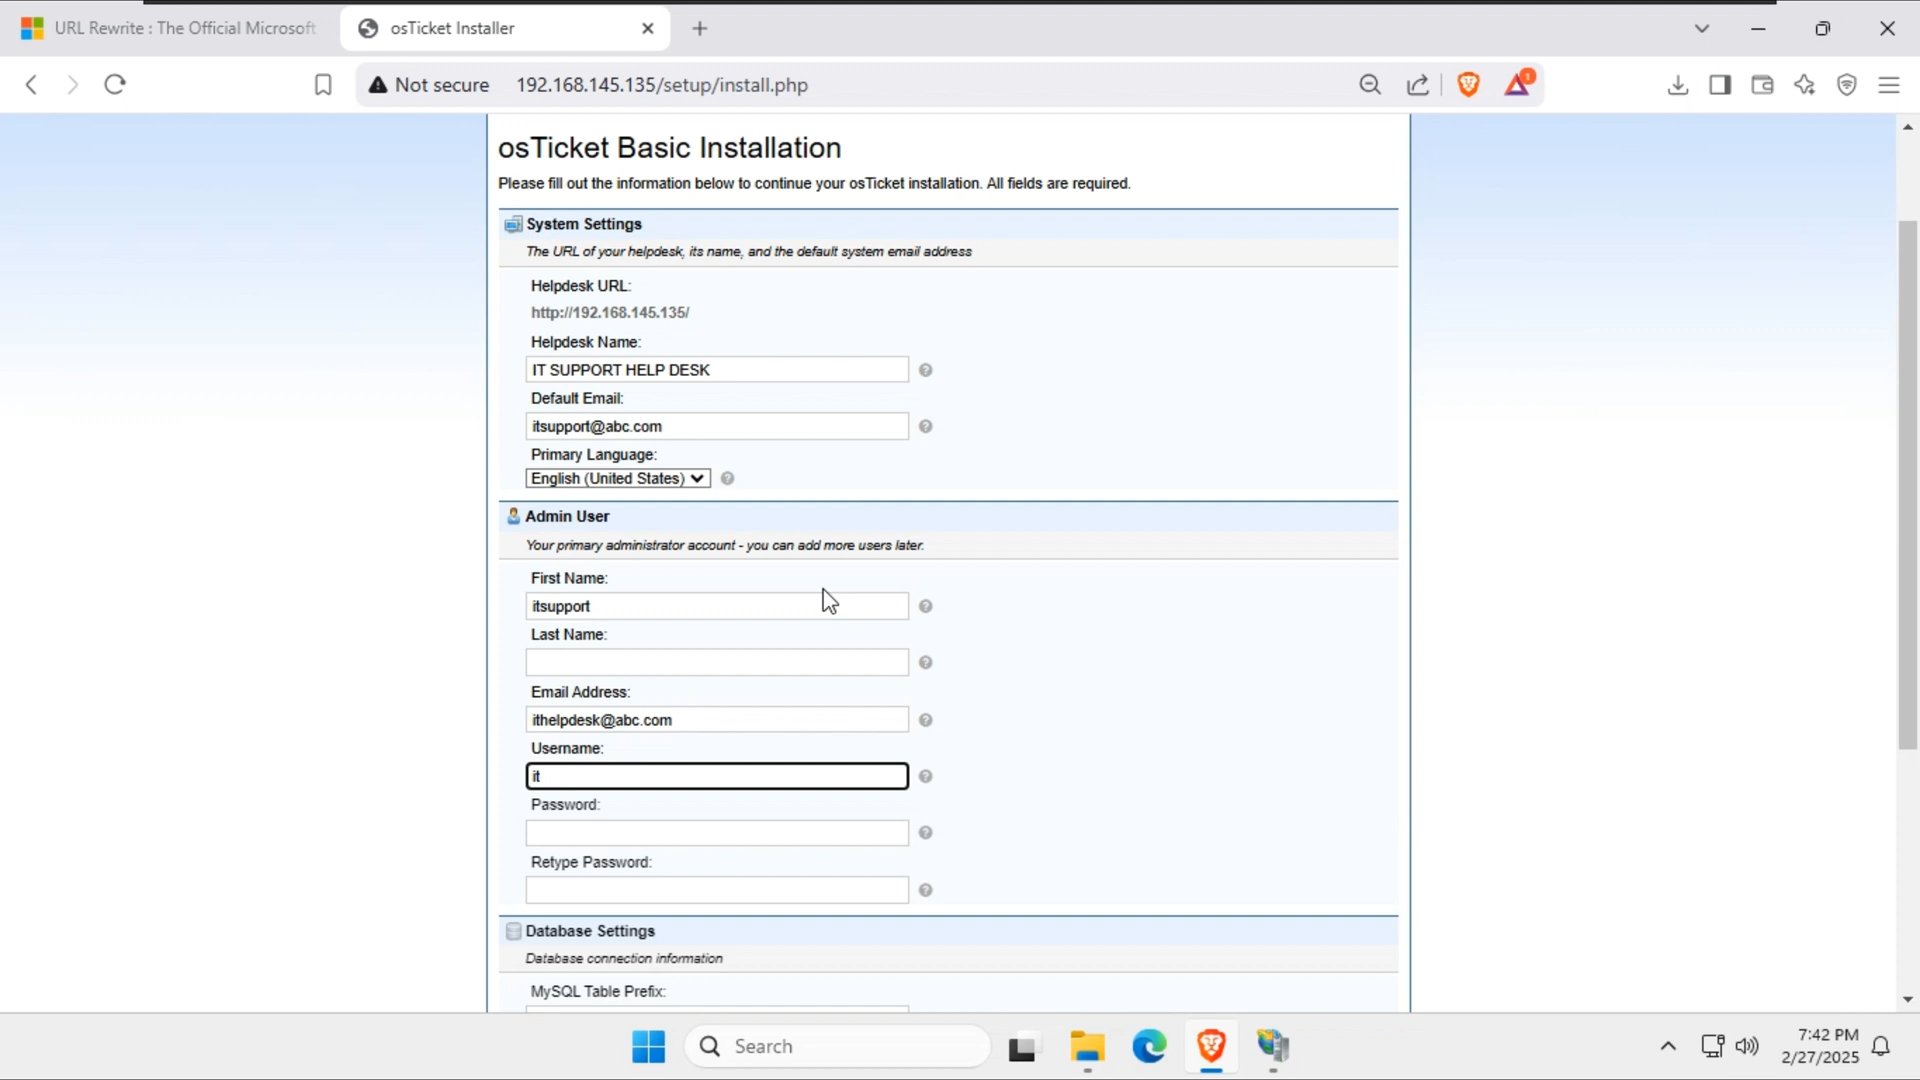 URL Rewrite : The Official Microsoft
osTicket Installer
Not secure 192.168.145.135/setup/install.php
1
osTicket Basic Installation
Please fill out the information below to continue your osTicket installation. All fields are required.
System Settings
The URL of your helpdesk, its name, and the default system email address
Helpdesk URL:
http://192.168.145.135/
Helpdesk Name:
IT SUPPORT HELP DESK
Default Email:
itsupport@abc.com
Primary Language:
English (United States)
Admin User
Your primary administrator account - you can add more users later.
First Name:
itsupport
Last Name:
Email Address:
ithelpdesk@abc.com
Username:
it
Password:
Retype Password:
Database Settings
Database connection information
MySQL Table Prefix:
Search
7:42 PM
2/27/2025